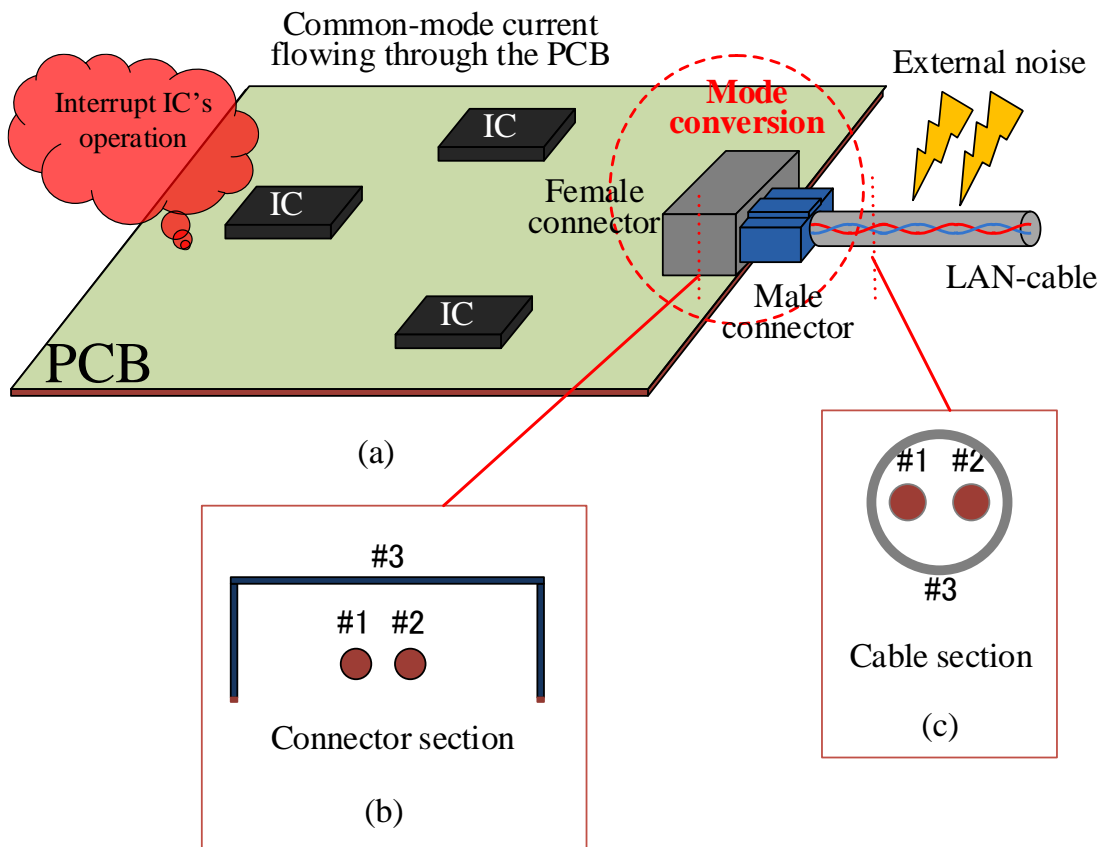 Common-mode current
flowing through the PCB
External noise
Interrupt IC's
operation
Mode
conversion
IC
IC
IC
Female
connector
Male
connector
LAN-cable
PCB
(a)
#3
#1 #2
Connector section
(b)
#1 #2
#3
Cable section
(c)